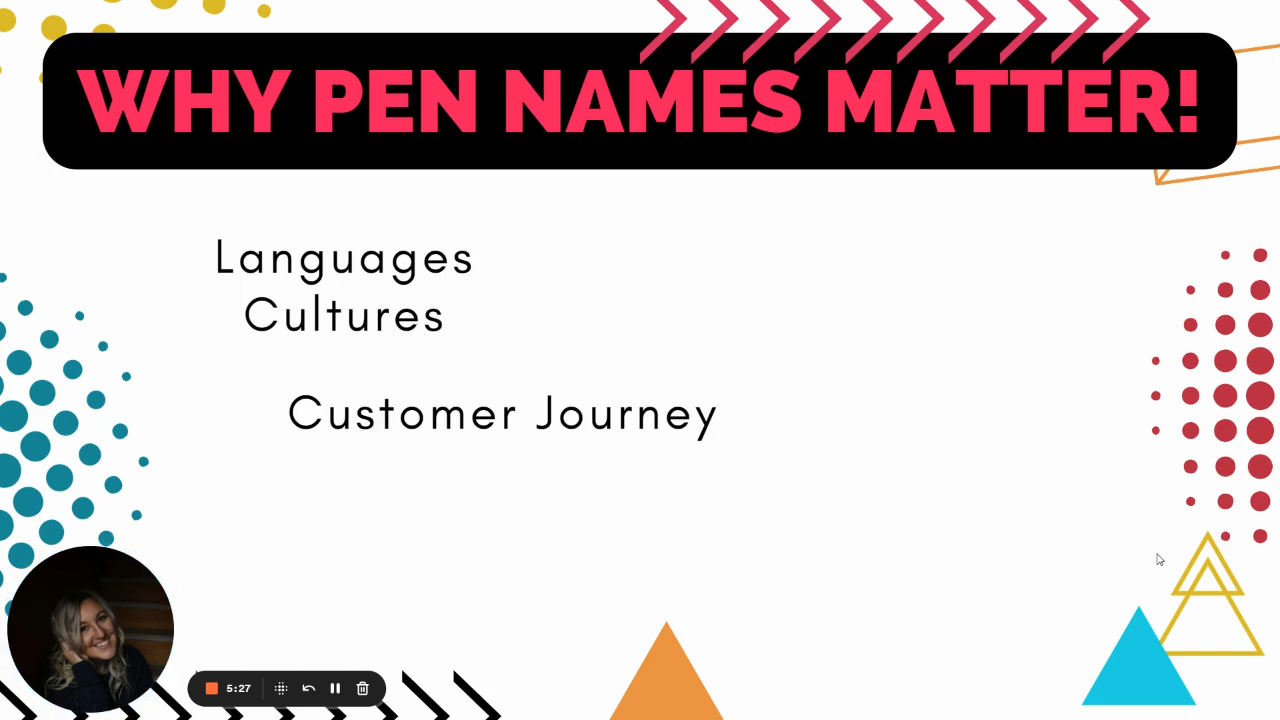 WHY PEN NAMES MATTER!
Languages
Cultures
Customer Journey
5:27